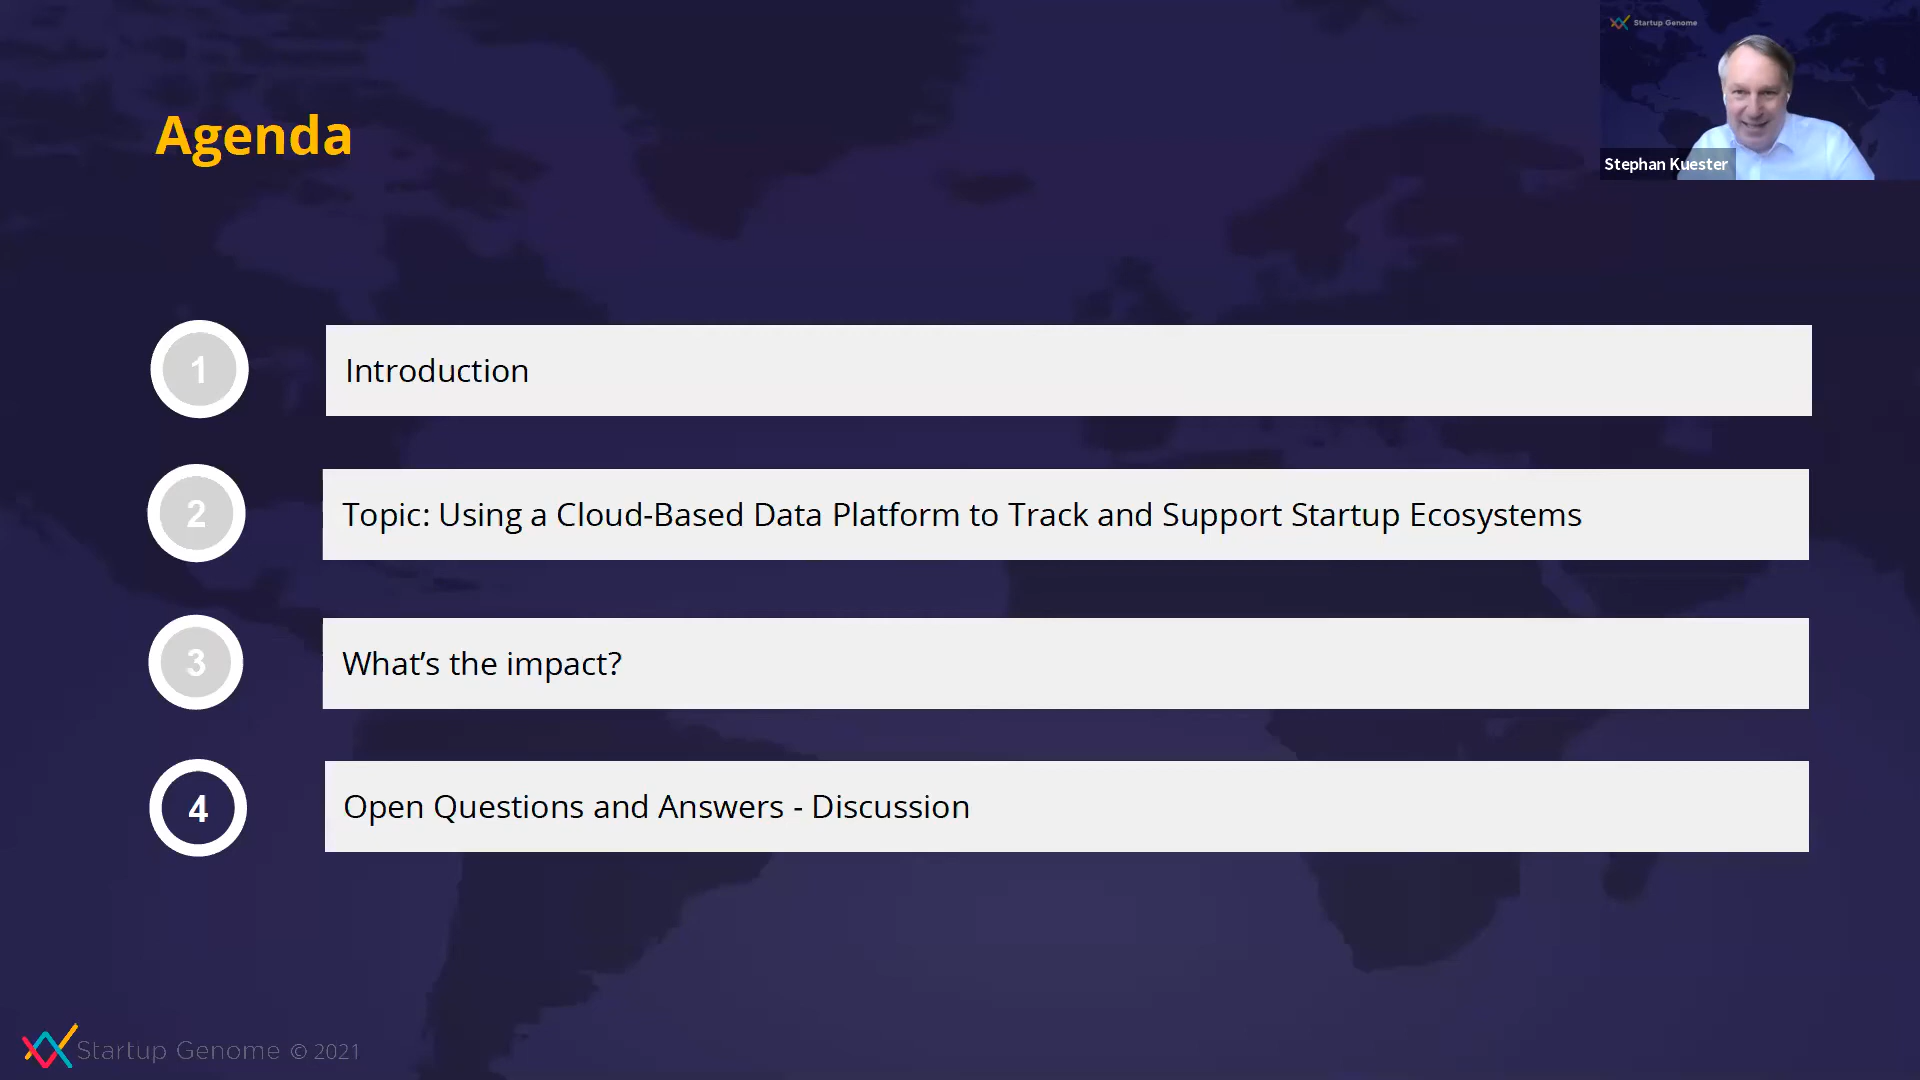 Startup Genome
Agenda
Stephan Kuester
1
Introduction
2
Topic: Using a Cloud-Based Data Platform to Track and Support Startup Ecosystems
3
What’s the impact?
4
Open Questions and Answers - Discussion
Startup Genome © 2021